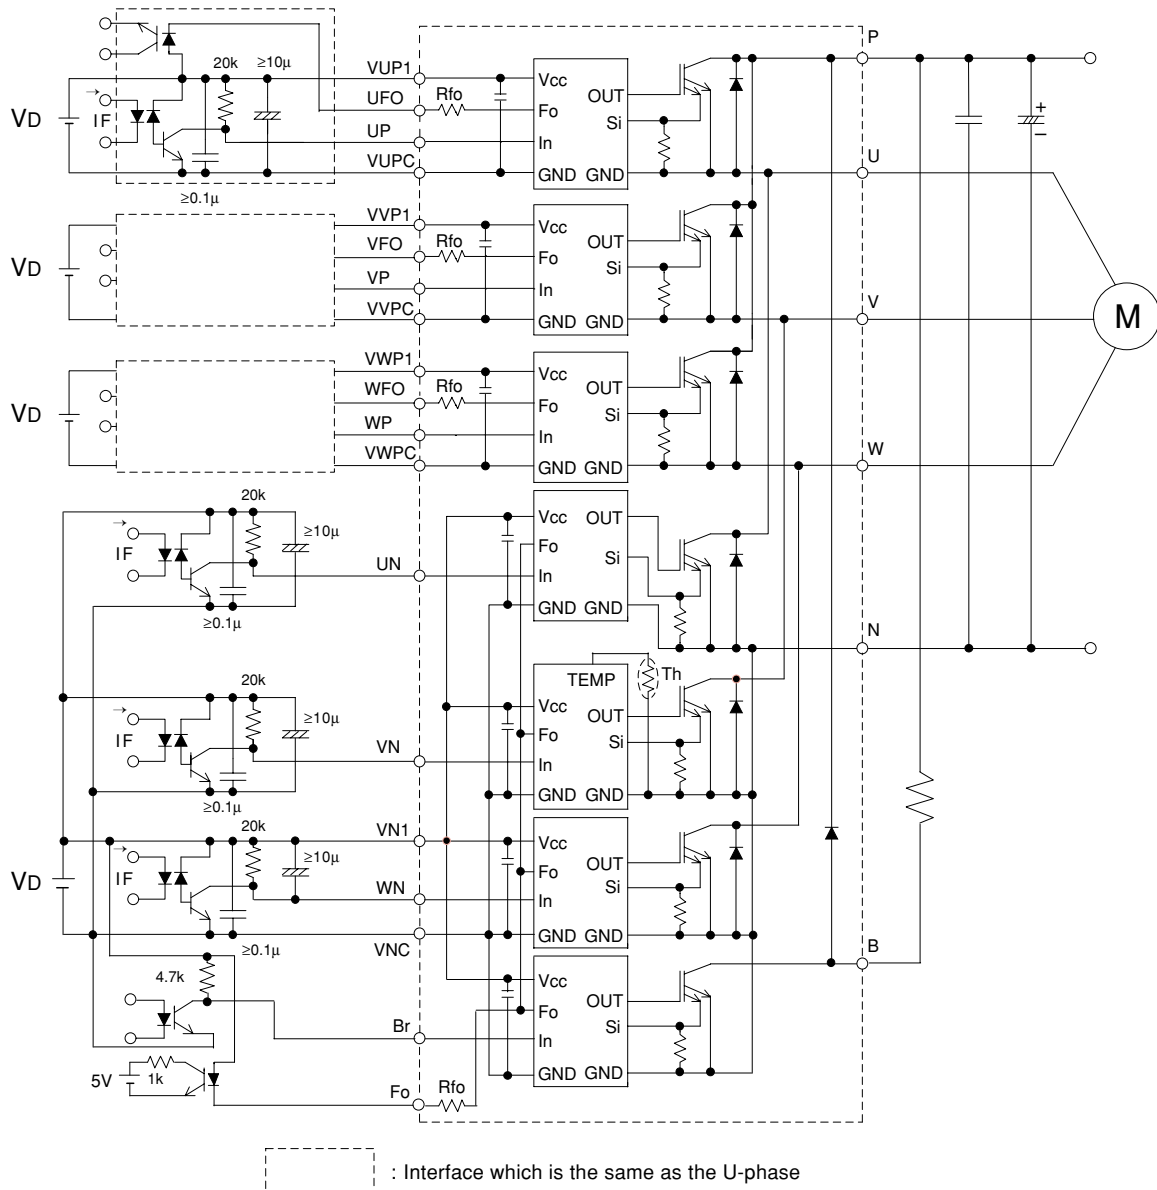 P
VUP1
20k
≥10µ
Vcc
Rfo
UFO
OUT
VD
→
IF
Fo
Si
+
–
UP
In
U
VUPC
GND GND
≥0.1µ
VVP1
Vcc
VFO
Rfo
OUT
VD
Fo
Si
VP
In
V
VVPC
GND GND
M
VWP1
Vcc
WFO
Rfo
OUT
VD
Fo
Si
WP
In
W
VWPC
GND GND
20k
→
IF
≥10µ
Vcc OUT
Fo
Si
UN
In
GND GND
≥0.1µ
N
TEMP
Th
20k
→
IF
≥10µ
Vcc
OUT
Fo
Si
VN
In
GND GND
≥0.1µ
20k
VN1
Vcc
→
IF
≥10µ
OUT
VD
Fo
Si
WN
In
GND GND
VNC
≥0.1µ
B
4.7k
Vcc
OUT
Fo
Si
Br
In
5V
1k
GND GND
Fo
Rfo
: Interface which is the same as the U-phase